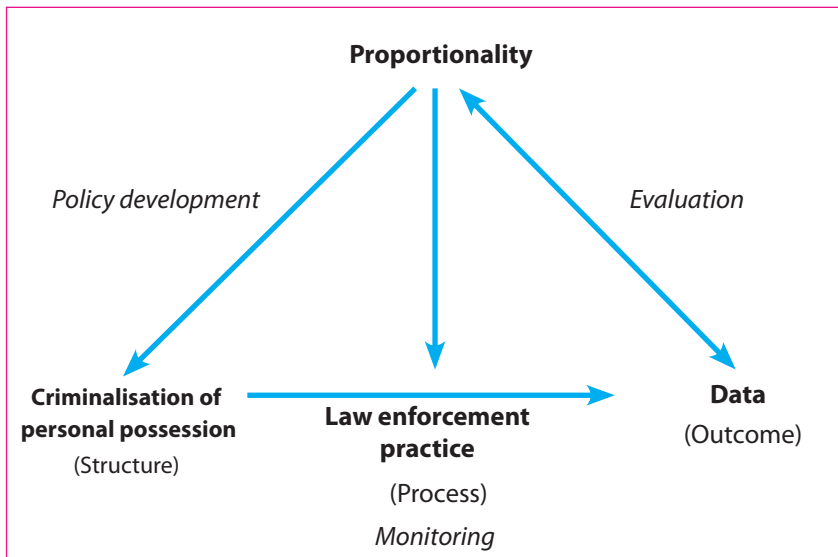 Proportionality
Policy development
Evaluation
Criminalisation of
personal possession
(Structure)
Law enforcement
practice
(Process)
Monitoring
Data
(Outcome)